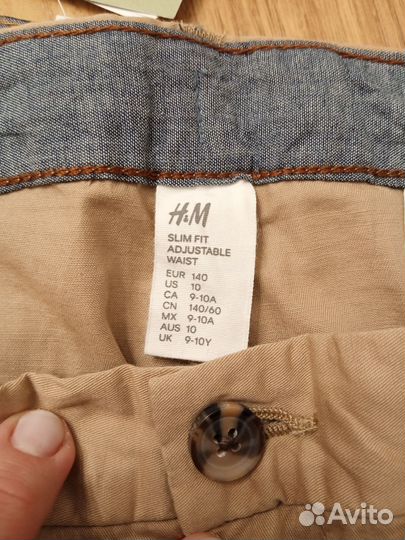 H&M
SLIM FIT
ADJUSTABLE
WAIST
EUR 140
US 10
CA 9-10A
CN 140/60
MX 9-10A
AUS 10
UK 9-10Y
Avito